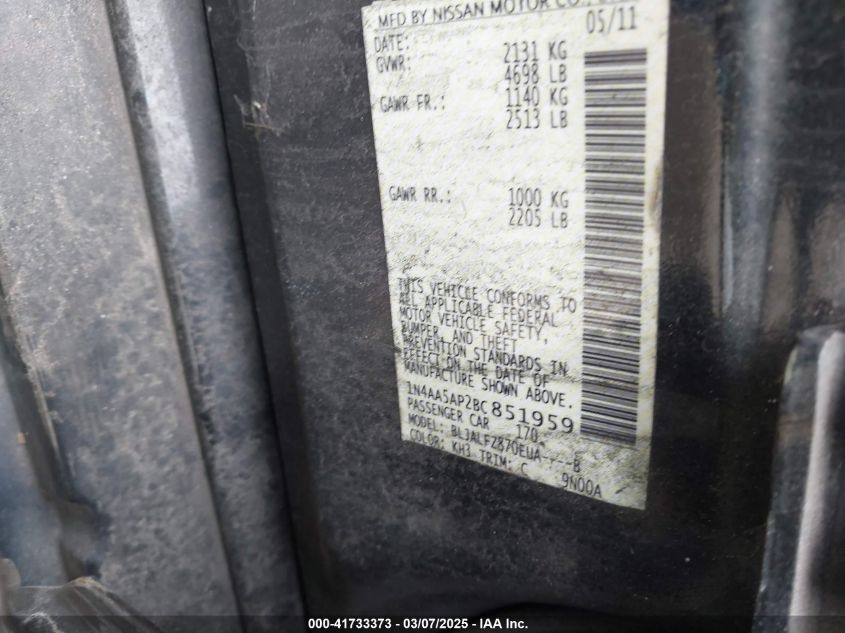 MFD BY NISSAN MOTOR CO.,
DATE: 05/11
GVWR: 2131 KG
4698 LB
GAWR FR.: 1140 KG
2513 LB
GAWR RR.: 1000 KG
2205 LB
THIS VEHICLE CONFORMS TO
ALL APPLICABLE FEDERAL
MOTOR VEHICLE SAFETY,
BUMPER, AND THEFT
PREVENTION STANDARDS IN
EFFECT ON THE DATE OF
MANUFACTURE SHOWN ABOVE.
1N4AA5AP2BC851959
PASSENGER CAR 170
MODEL: BLJALFZ870EUA----B
COLOR: KH3 TRIM: C 9N00A
000-41733373 - 03/07/2025 - IAA Inc.